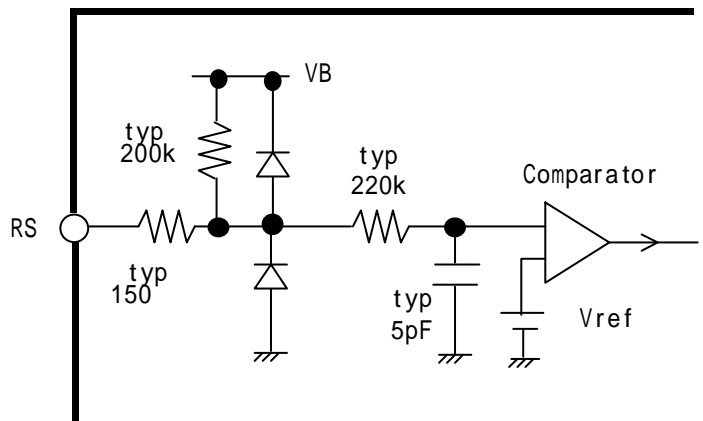 VB
typ
200k
typ
220k
Comparator
RS
typ
150
typ
5pF
Vref